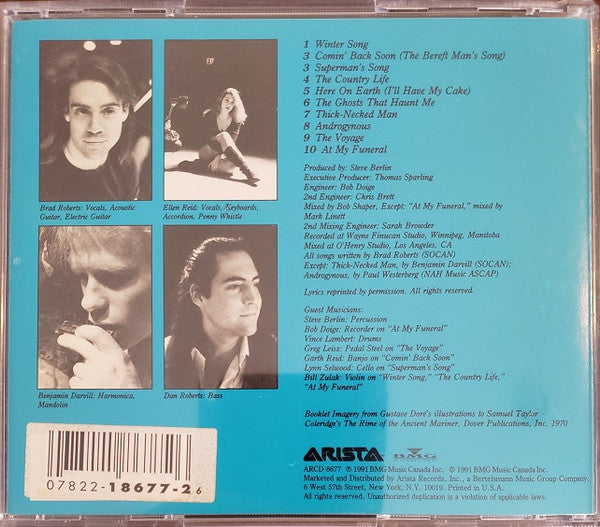 1 Winter Song
3 Comin' Back Soon (The Bereft Man's Song)
3 Superman's Song
4 The Country Life
5 Here On Earth (I'll Have My Cake)
6 The Ghosts That Haunt Me
7 Thick-Necked Man
8 Androgynous
9 The Voyage
10 At My Funeral
Brad Roberts: Vocals, Acoustic
Guitar, Electric Guitar
Ellen Reid: Vocals, Keyboards,
Accordion, Penny Whistle
Benjamin Darvill: Harmonica,
Mandolin
Dan Roberts: Bass
Produced by: Steve Berlin
Executive Producer: Thomas Sparling
Engineer: Bob Doige
2nd Engineer: Chris Brett
Mixed by Bob Shaper, Except: "At My Funeral," mixed by
Mark Linett
2nd Mixing Engineer: Sarah Browder
Recorded at Wayne Finucan Studio, Winnipeg, Manitoba
Mixed at O'Henry Studio, Los Angeles, CA
All songs written by Brad Roberts (SOCAN)
Except: Thick-Necked Man, by Benjamin Darvill (SOCAN);
Androgynous, by Paul Westerberg (NAH Music ASCAP)
Lyrics reprinted by permission. All rights reserved.
Guest Musicians:
Steve Berlin: Percussion
Bob Doige: Recorder on "At My Funeral"
Vince Lambert: Drums
Greg Leisz: Pedal Steel on "The Voyage"
Garth Reid: Banjo on "Comin' Back Soon"
Lynn Selwood: Cello on "Superman's Song"
Bill Zulak: Violin on "Winter Song," "The Country Life,"
"At My Funeral"
Booklet Imagery from Gustave Doré's illustrations to Samuel Taylor
Coleridge's The Rime of the Ancient Mariner, Dover Publications, Inc. 1970
ARISTA BMG
ARCD-8677 ℗ 1991 BMG Music Canada Inc. © 1991 BMG Music Canada Inc.
Marketed and Distributed by Arista Records, Inc., a Bertelsmann Music Group Company,
6 West 57th Street, New York, N.Y. 10019. Printed in U.S.A.
All rights reserved. Unauthorized duplication is a violation of applicable laws.
07822-18677-2 6